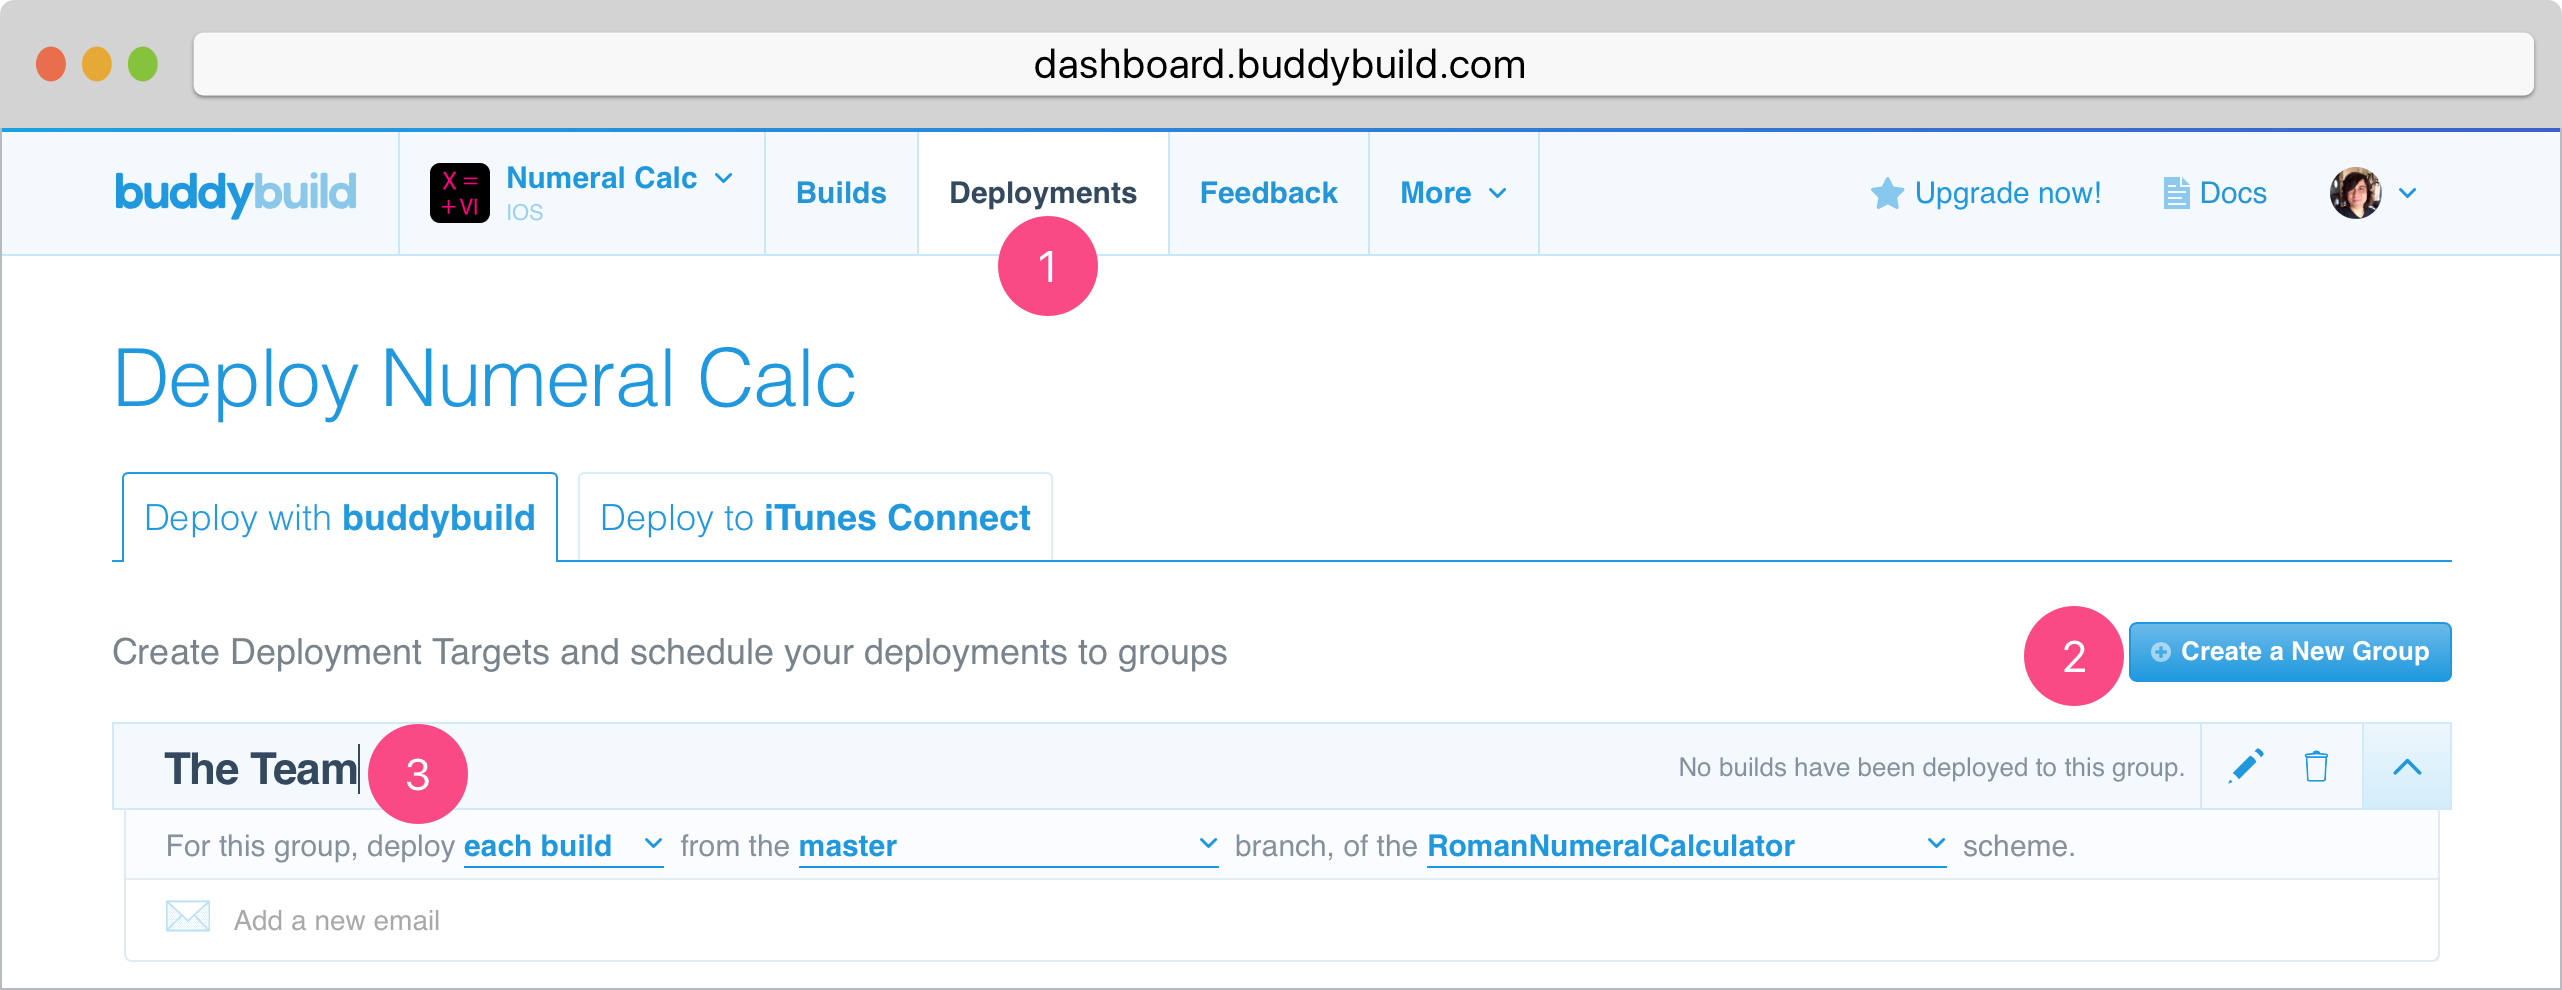 dashboard.buddybuild.com
buddybuild
X =
+ VI
Numeral Calc
IOS
Builds
Deployments
Feedback
More
Upgrade now!
Docs
1
Deploy Numeral Calc
Deploy with buddybuild
Deploy to iTunes Connect
Create Deployment Targets and schedule your deployments to groups
2
Create a New Group
The Team
3
No builds have been deployed to this group.
For this group, deploy each build from the master branch, of the RomanNumeralCalculator scheme.
Add a new email